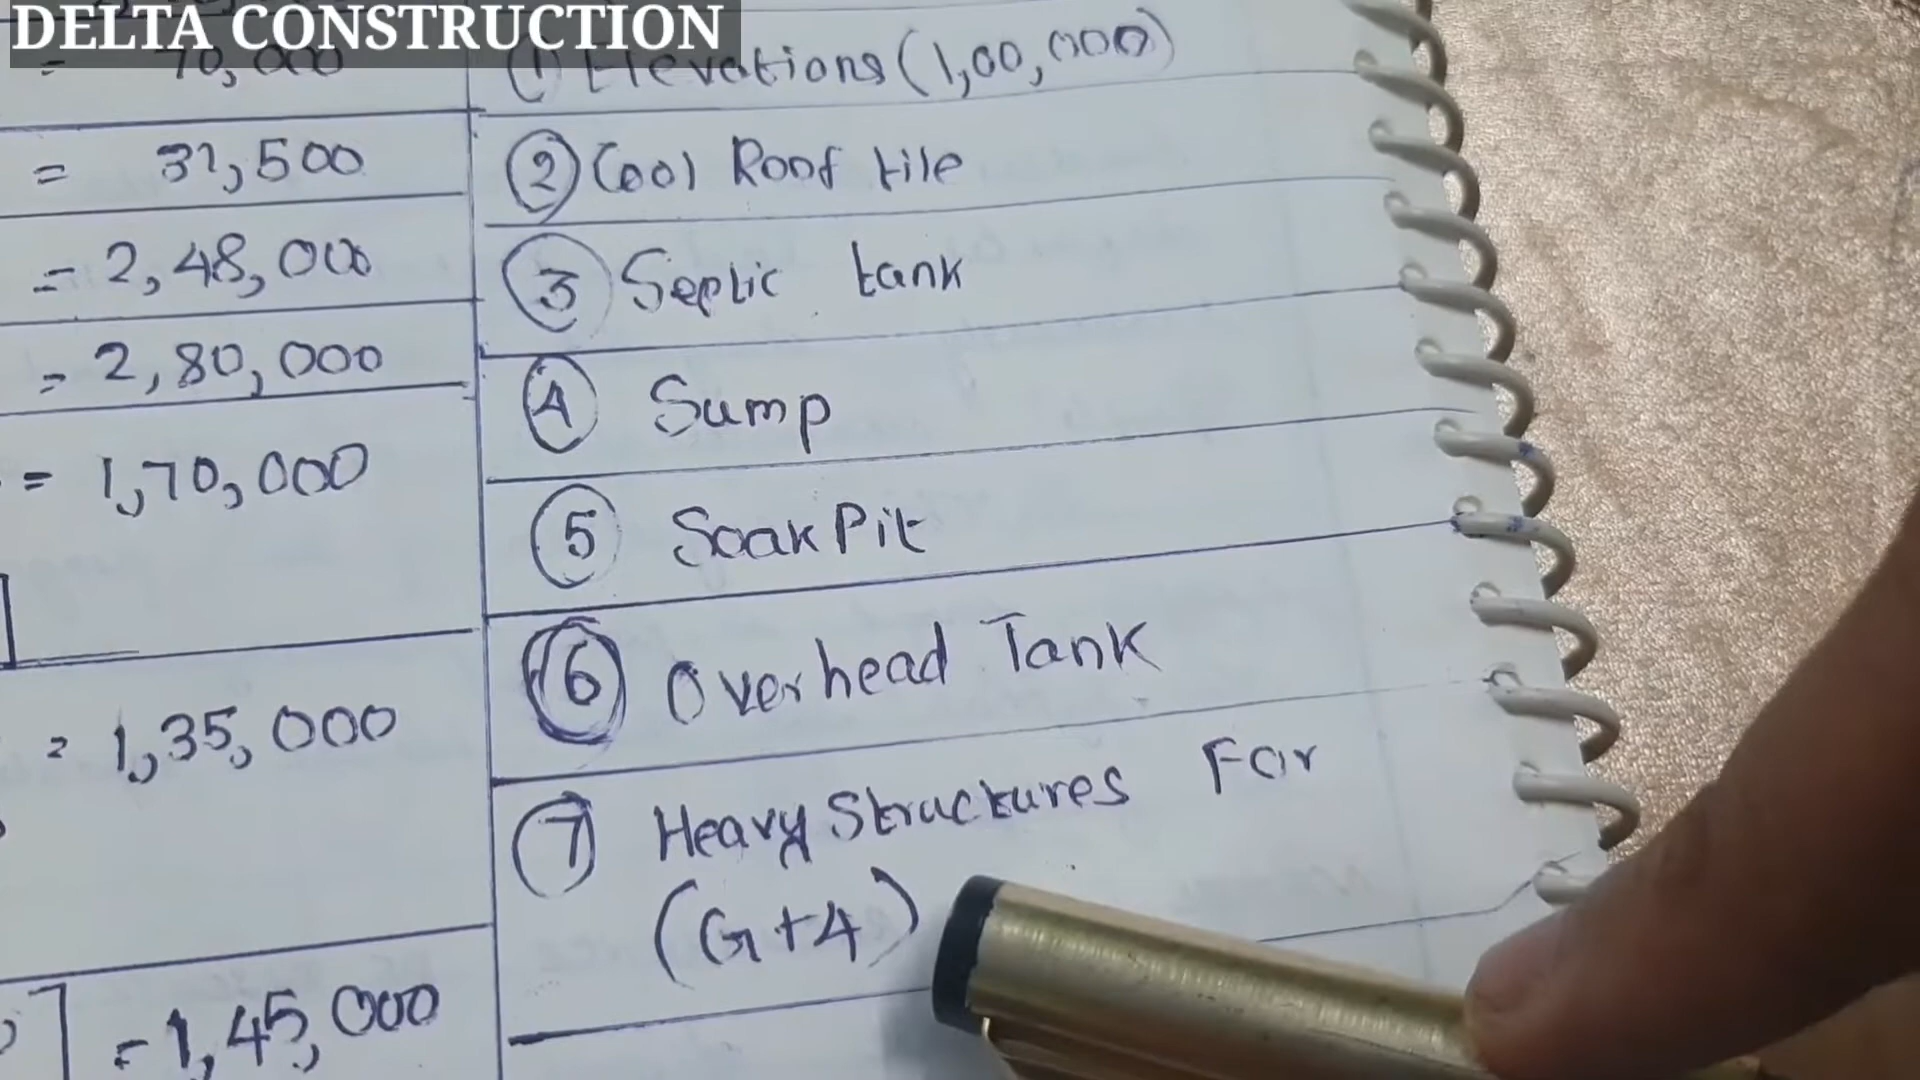 DELTA CONSTRUCTION
= 70,000
① Elevations (1,00,000)
= 31,500
② Cool Roof tile
= 2,48,000
③ Septic tank
= 2,80,000
④ Sump
= 1,70,000
⑤ Soak Pit
⑥ Overhead Tank
= 1,35,000
⑦ Heavy Structures For
(G+4)
= 1,45,000